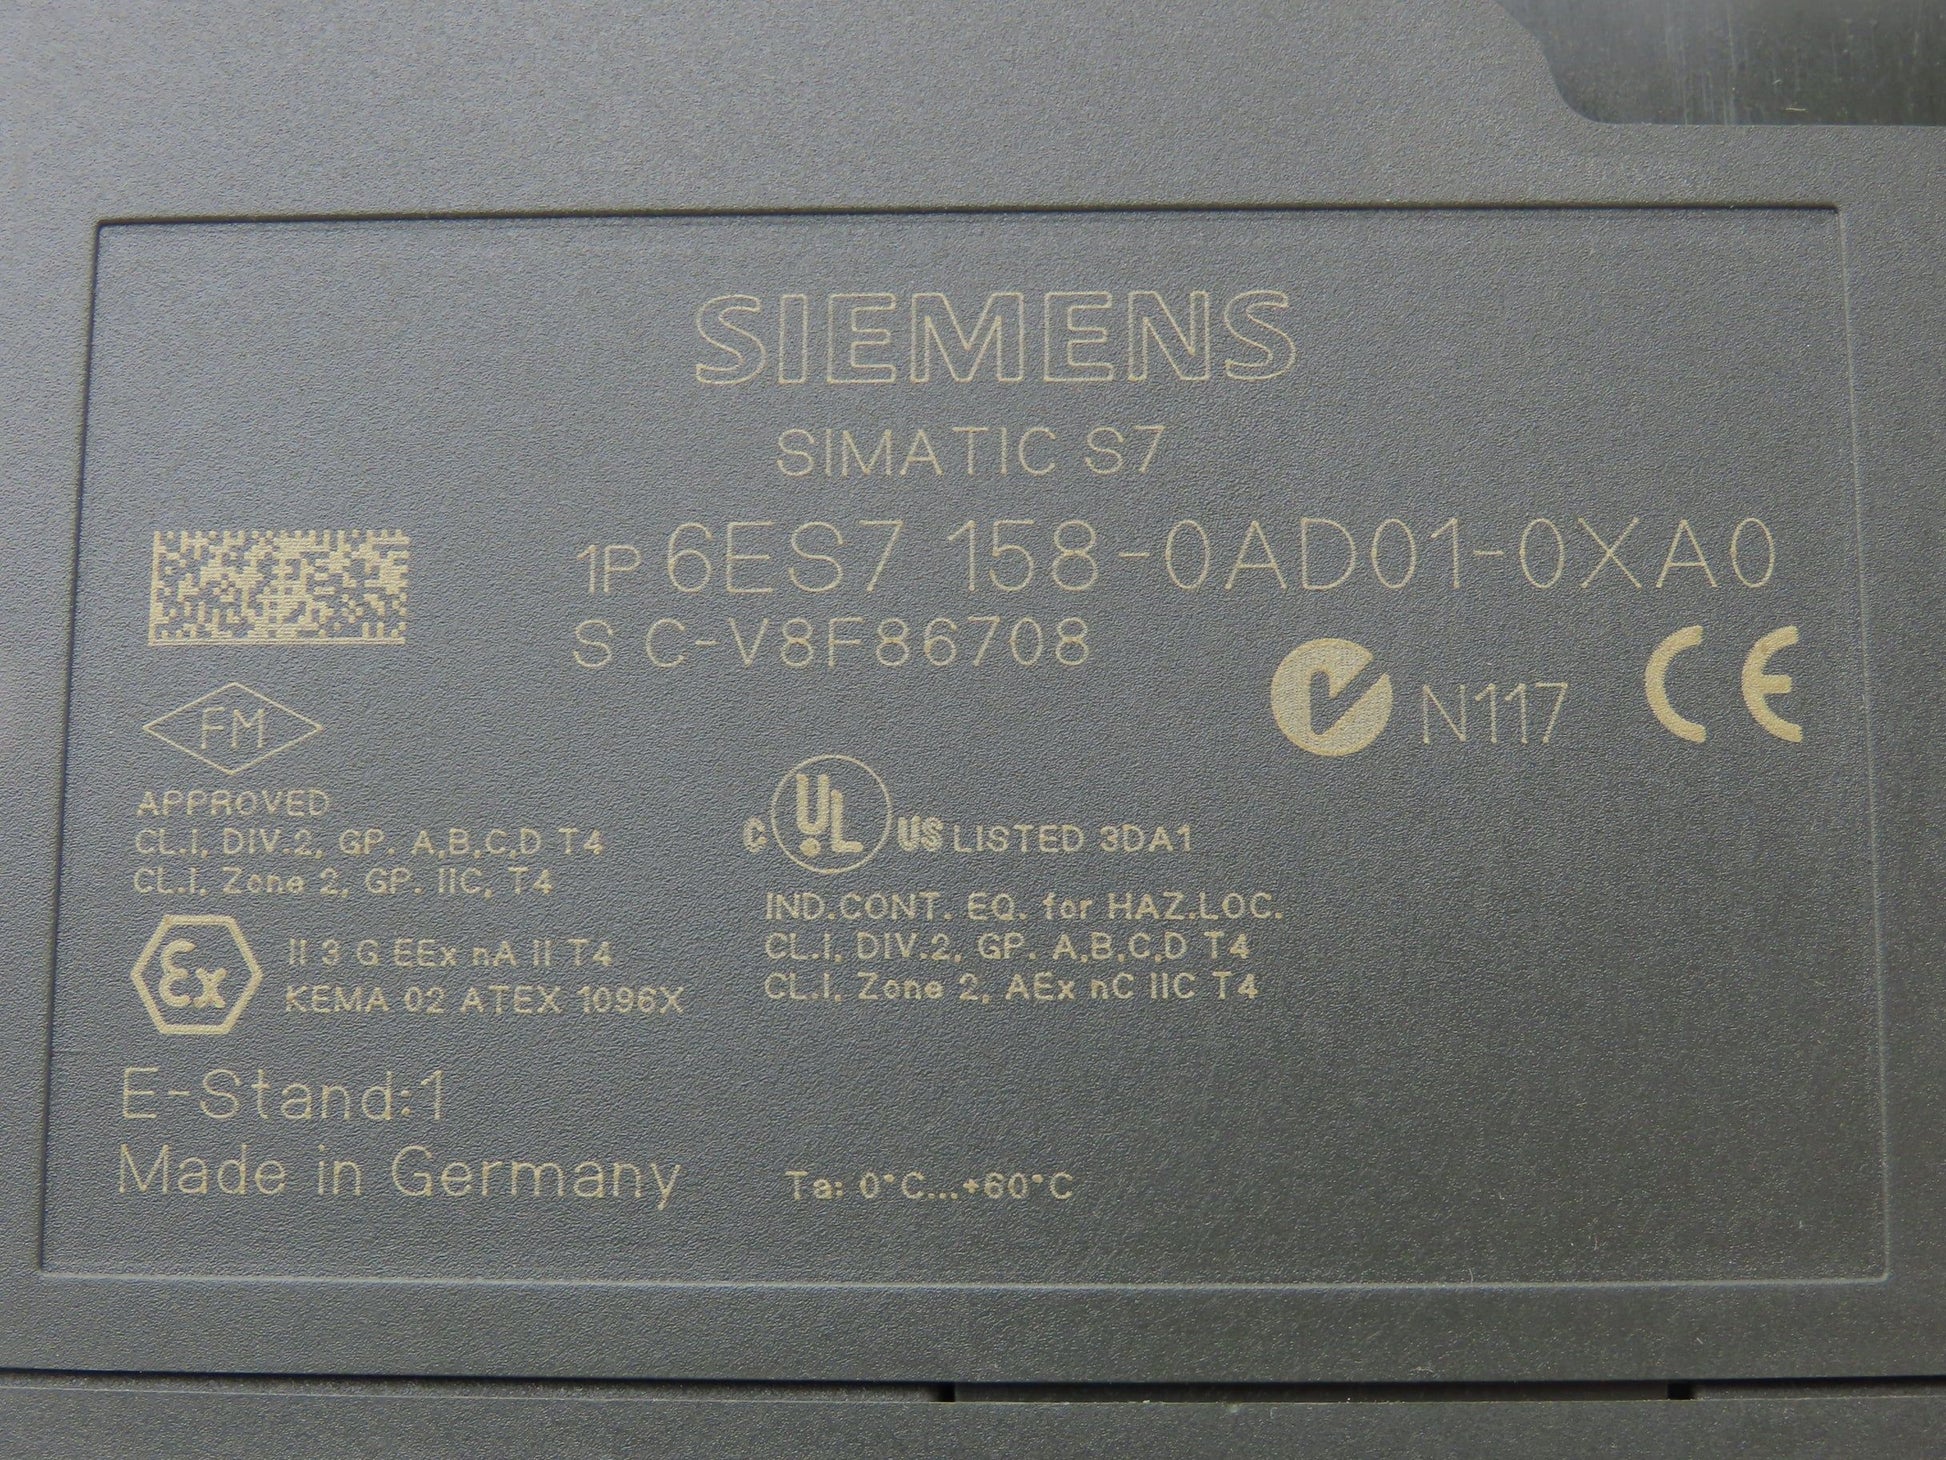 SIEMENS
SIMATIC S7
1P 6ES7 158-0AD01-0XA0
S C-V8F86708
N117 CE
FM
APPROVED
CL.I, DIV.2, GP. A,B,C,D T4
CL.I, Zone 2, GP. IIC, T4
C UL US LISTED 3DA1
IND.CONT. EQ. for HAZ.LOC.
CL.I, DIV.2, GP. A,B,C,D T4
CL.I, Zone 2, AEx nC IIC T4
Ex II 3 G EEx nA II T4
KEMA 02 ATEX 1096X
E-Stand:1
Made in Germany
Ta: 0°C...+60°C